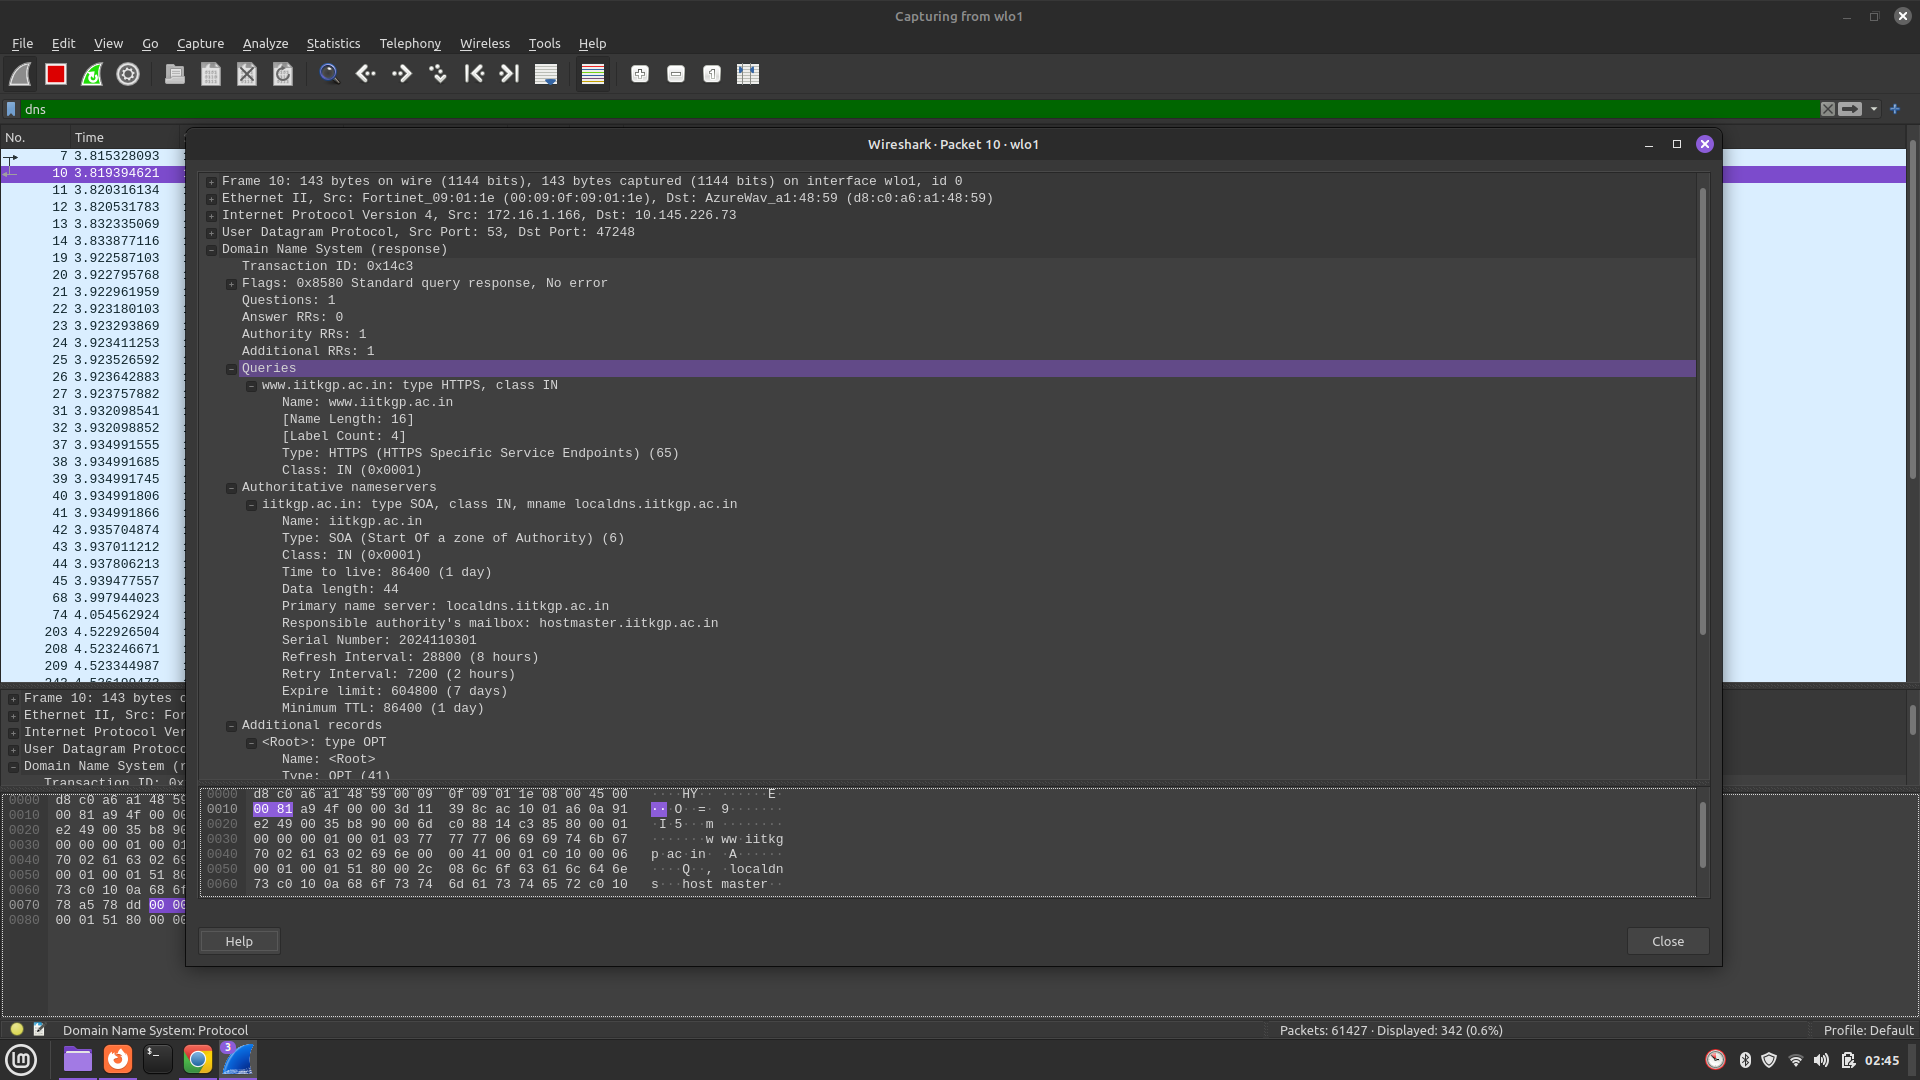 Capturing from wlo1
File Edit View Go Capture Analyze Statistics Telephony Wireless Tools Help
dns
No. Time
7 3.815328093
10 3.819394621
11 3.820316134
12 3.820531783
13 3.832335069
14 3.833877116
19 3.922587103
20 3.922795768
21 3.922961959
22 3.923180103
23 3.923293869
24 3.923411253
25 3.923526592
26 3.923642883
27 3.923757882
31 3.932098541
32 3.932098852
37 3.934991555
38 3.934991685
39 3.934991745
40 3.934991806
41 3.934991866
42 3.935704874
43 3.937011212
44 3.937806213
45 3.939477557
68 3.997944023
74 4.054562924
203 4.522926504
208 4.523246671
209 4.523344987
Wireshark · Packet 10 · wlo1
Frame 10: 143 bytes on wire (1144 bits), 143 bytes captured (1144 bits) on interface wlo1, id 0
Ethernet II, Src: Fortinet_09:01:1e (00:09:0f:09:01:1e), Dst: AzureWav_a1:48:59 (d8:c0:a6:a1:48:59)
Internet Protocol Version 4, Src: 172.16.1.166, Dst: 10.145.226.73
User Datagram Protocol, Src Port: 53, Dst Port: 47248
Domain Name System (response)
Transaction ID: 0x14c3
Flags: 0x8580 Standard query response, No error
Questions: 1
Answer RRs: 0
Authority RRs: 1
Additional RRs: 1
Queries
www.iitkgp.ac.in: type HTTPS, class IN
Name: www.iitkgp.ac.in
[Name Length: 16]
[Label Count: 4]
Type: HTTPS (HTTPS Specific Service Endpoints) (65)
Class: IN (0x0001)
Authoritative nameservers
iitkgp.ac.in: type SOA, class IN, mname localdns.iitkgp.ac.in
Name: iitkgp.ac.in
Type: SOA (Start Of a zone of Authority) (6)
Class: IN (0x0001)
Time to live: 86400 (1 day)
Data length: 44
Primary name server: localdns.iitkgp.ac.in
Responsible authority's mailbox: hostmaster.iitkgp.ac.in
Serial Number: 2024110301
Refresh Interval: 28800 (8 hours)
Retry Interval: 7200 (2 hours)
Expire limit: 604800 (7 days)
Minimum TTL: 86400 (1 day)
Additional records
<Root>: type OPT
Name: <Root>
Type: OPT (41)
0000 d8 c0 a6 a1 48 59 00 09 0f 09 01 1e 08 00 45 00 ····HY·· ······E·
0010 00 81 a9 4f 00 00 3d 11 39 8c ac 10 01 a6 0a 91 ···O··=· 9·······
0020 e2 49 00 35 b8 90 00 6d c0 88 14 c3 85 80 00 01 ·I·5···m ········
0030 00 00 00 01 00 01 03 77 77 77 06 69 69 74 6b 67 ·······w ww·iitkg
0040 70 02 61 63 02 69 6e 00 00 41 00 01 c0 10 00 06 p·ac·in· ·A······
0050 00 01 00 01 51 80 00 2c 08 6c 6f 63 61 6c 64 6e ····Q··, ·localdn
0060 73 c0 10 0a 68 6f 73 74 6d 61 73 74 65 72 c0 10 s···host master··
Help Close
Frame 10: 143 bytes
Ethernet II, Src: For
Internet Protocol Ver
User Datagram Protoco
Domain Name System (r
Transaction ID: 0x
0000 d8 c0 a6 a1 48 59
0010 00 81 a9 4f 00 00
0020 e2 49 00 35 b8 90
0030 00 00 00 01 00 01
0040 70 02 61 63 02 69
0050 00 01 00 01 51 80
0060 73 c0 10 0a 68 6f
0070 78 a5 78 dd 00 00
0080 00 01 51 80 00 00
Domain Name System: Protocol Packets: 61427 · Displayed: 342 (0.6%) Profile: Default
3
02:45